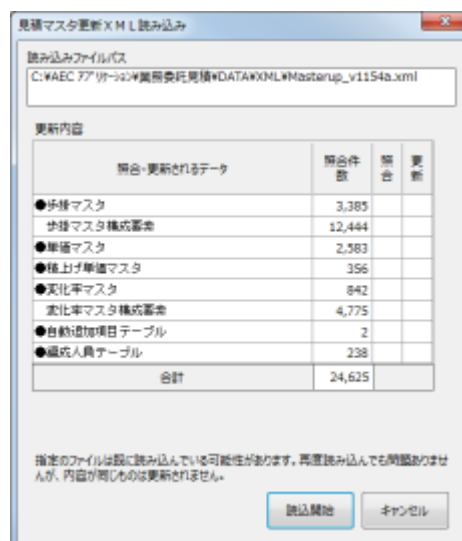 見積マスタ更新XML読み込み
読み込みファイルパス
C:¥AEC アプリケーション¥業務委託見積¥DATA¥XML¥Masterup_v1154a.xml
更新内容
照合・更新されるデータ 照合件数 照合 更新
●歩掛マスタ 3,385
歩掛マスタ構成要素 12,444
●単価マスタ 2,583
●積上げ単価マスタ 356
●変化率マスタ 842
変化率マスタ構成要素 4,775
●自動追加項目テーブル 2
●編成人員テーブル 238
合計 24,625
指定のファイルは既に読み込んでいる可能性があります。再度読み込んでも問題ありませ
んが、内容が同じものは更新されません。
読込開始 キャンセル